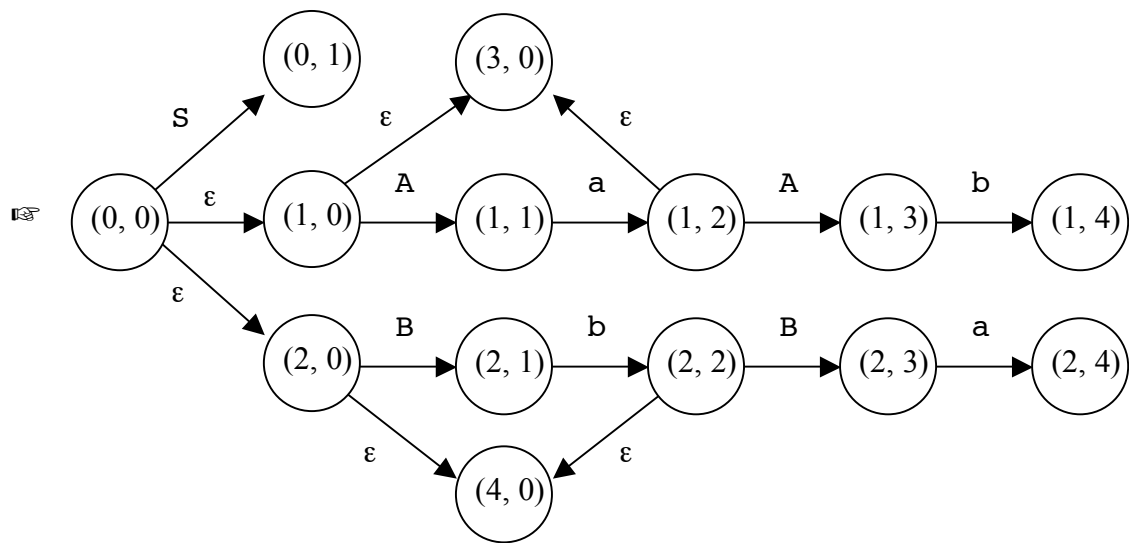 (0, 1) (3, 0)
S ε ε
ε A a A b
☞ (0, 0) (1, 0) (1, 1) (1, 2) (1, 3) (1, 4)
ε B b B a
(2, 0) (2, 1) (2, 2) (2, 3) (2, 4)
ε ε
(4, 0)